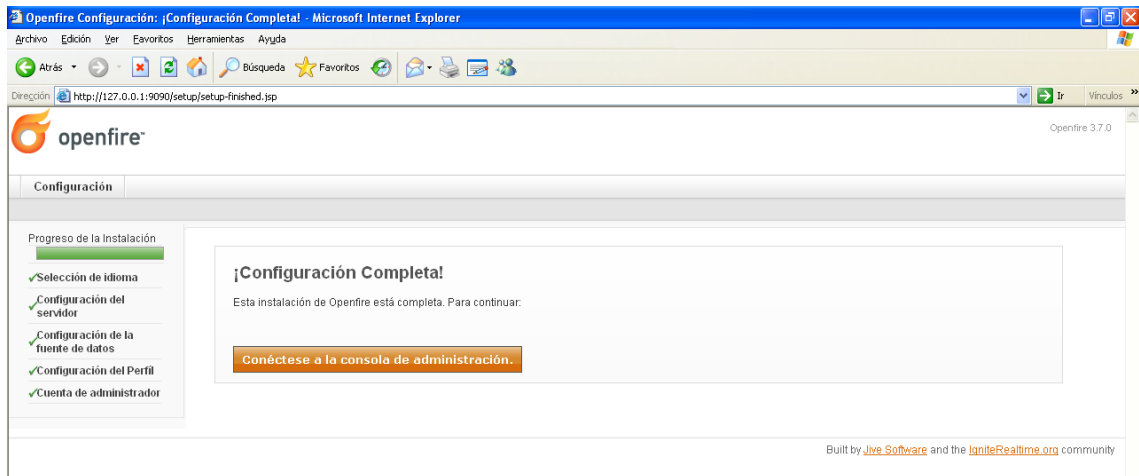 Openfire Configuración: ¡Configuración Completa! - Microsoft Internet Explorer
Archivo Edición Ver Favoritos Herramientas Ayuda
Atrás Búsqueda Favoritos
Dirección http://127.0.0.1:9090/setup/setup-finished.jsp Ir Vínculos »
openfire™
Openfire 3.7.0
Configuración
Progreso de la Instalación
Selección de idioma
Configuración del
servidor
Configuración de la
fuente de datos
Configuración del Perfil
Cuenta de administrador
¡Configuración Completa!
Esta instalación de Openfire está completa. Para continuar:
Conéctese a la consola de administración.
Built by Jive Software and the IgniteRealtime.org community